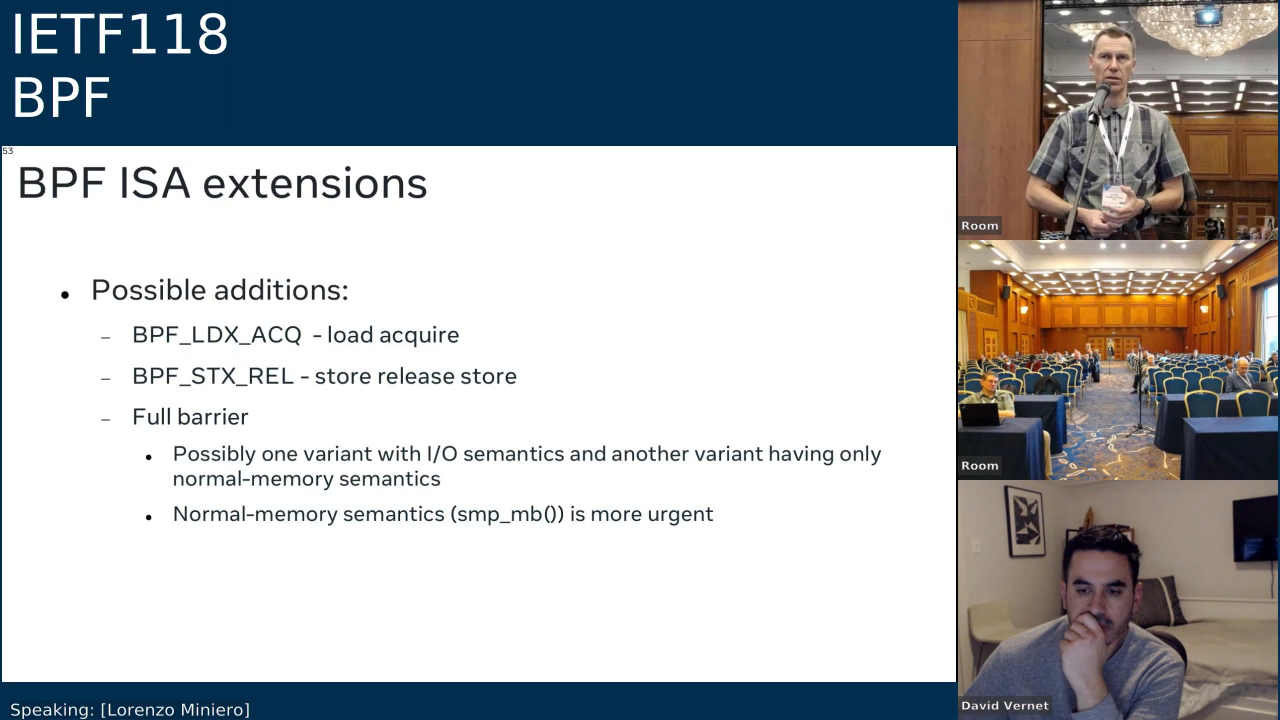 IETF118
BPF
53
BPF ISA extensions
• Possible additions:
– BPF_LDX_ACQ - load acquire
– BPF_STX_REL - store release store
– Full barrier
• Possibly one variant with I/O semantics and another variant having only
normal-memory semantics
• Normal-memory semantics (smp_mb()) is more urgent
Speaking: [Lorenzo Miniero]
Room
Room
David Vernet